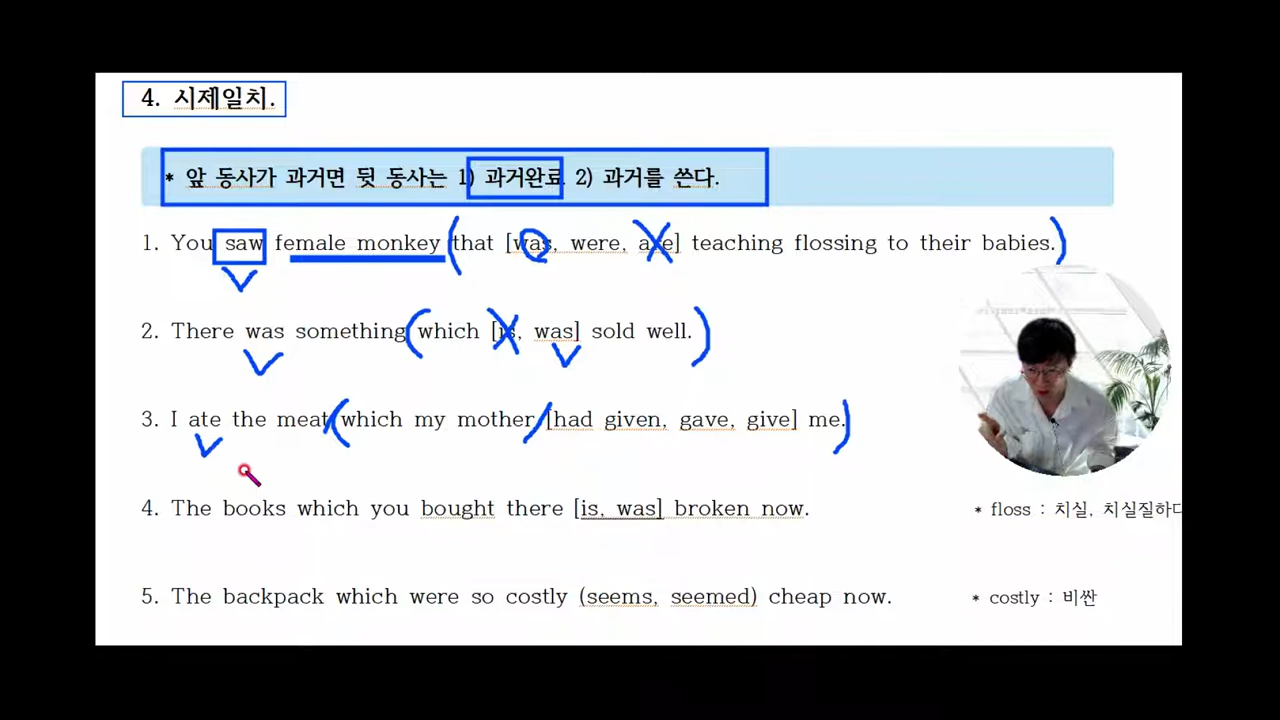 4. 시제일치.
* 앞 동사가 과거면 뒷 동사는 1) 과거완료 2) 과거를 쓴다.
1. You saw female monkey that [was, were, are] teaching flossing to their babies.
2. There was something which [is, was] sold well.
3. I ate the meat which my mother [had given, gave, give] me.
4. The books which you bought there [is, was] broken now.
* floss : 치실, 치실질하다
5. The backpack which were so costly (seems, seemed) cheap now.
* costly : 비싼